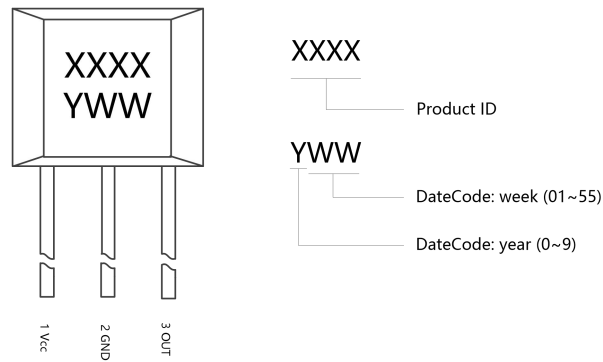 XXXX
YWW
1 Vcc
2 GND
3 OUT
XXXX
Product ID
YWW
DateCode: week (01~55)
DateCode: year (0~9)